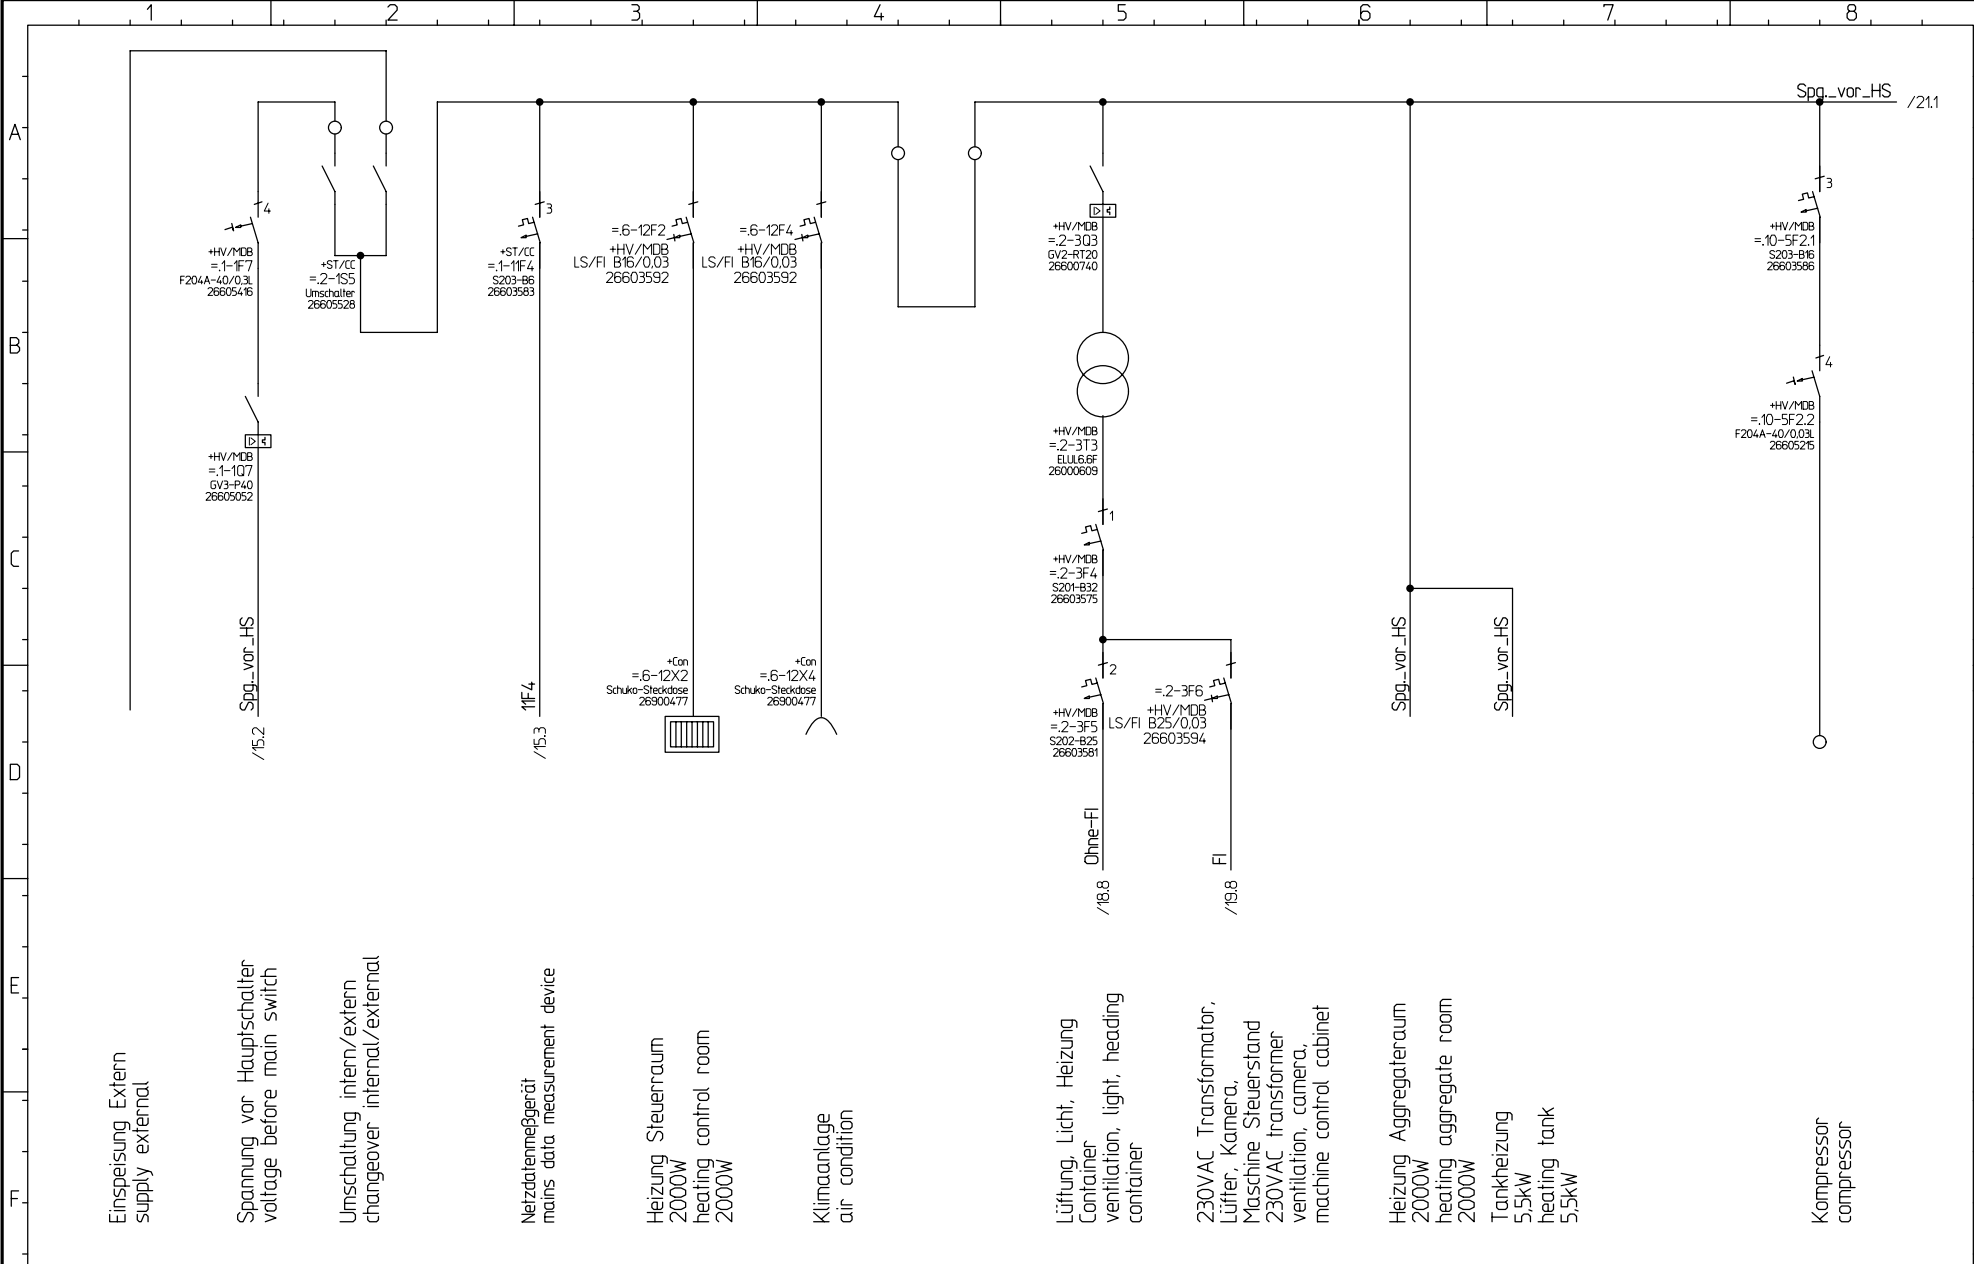 1 2 3 4 5 6 7 8
A
B
C
D
E
F
Spg._vor_HS
/21.1
4
+HV/MDB
=.1-1F7
F204A-40/0,3L
26605416
+HV/MDB
=.1-1Q7
GV3-P40
26605052
Spg._vor_HS
/15.2
+ST/CC
=.2-1S5
Umschalter
26605528
3
+ST/CC
=.1-11F4
S203-B6
26603583
11F4
/15.3
=.6-12F2
+HV/MDB
LS/FI B16/0,03
26603592
+Con
=.6-12X2
Schuko-Steckdose
26900477
=.6-12F4
+HV/MDB
LS/FI B16/0,03
26603592
+Con
=.6-12X4
Schuko-Steckdose
26900477
+HV/MDB
=.2-3Q3
GV2-RT20
26600740
+HV/MDB
=.2-3T3
ELUL6.6F
26000609
1
+HV/MDB
=.2-3F4
S201-B32
26603575
2
+HV/MDB
=.2-3F5
S202-B25
26603581
Ohne-FI
/18.8
=.2-3F6
+HV/MDB
LS/FI B25/0,03
26603594
FI
/19.8
Spg._vor_HS
Spg._vor_HS
3
+HV/MDB
=.10-5F2.1
S203-B16
26603586
4
+HV/MDB
=.10-5F2.2
F204A-40/0,03L
26605215
Einspeisung Extern
supply external
Spannung vor Hauptschalter
voltage before main switch
Umschaltung intern/extern
changeover internal/external
Netzdatenmeßgerät
mains data measurement device
Heizung Steuerraum
2000W
heating control room
2000W
Klimaanlage
air condition
Lüftung, Licht, Heizung
Container
ventilation, light, heading
container
230VAC Transformator,
Lüfter, Kamera,
Maschine Steuerstand
230VAC transformer
ventilation, camera,
machine control cabinet
Heizung Aggregateraum
2000W
heating aggregate room
2000W
Tankheizung
5,5kW
heating tank
5,5kW
Kompressor
compressor